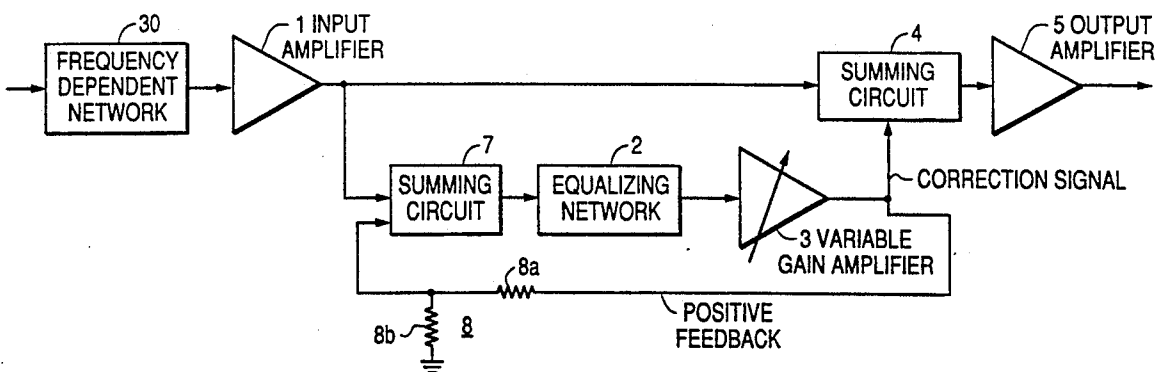 30
FREQUENCY
DEPENDENT
NETWORK
1 INPUT
AMPLIFIER
4
SUMMING
CIRCUIT
5 OUTPUT
AMPLIFIER
7
SUMMING
CIRCUIT
2
EQUALIZING
NETWORK
CORRECTION SIGNAL
3 VARIABLE
GAIN AMPLIFIER
8a
8b
8
POSITIVE
FEEDBACK